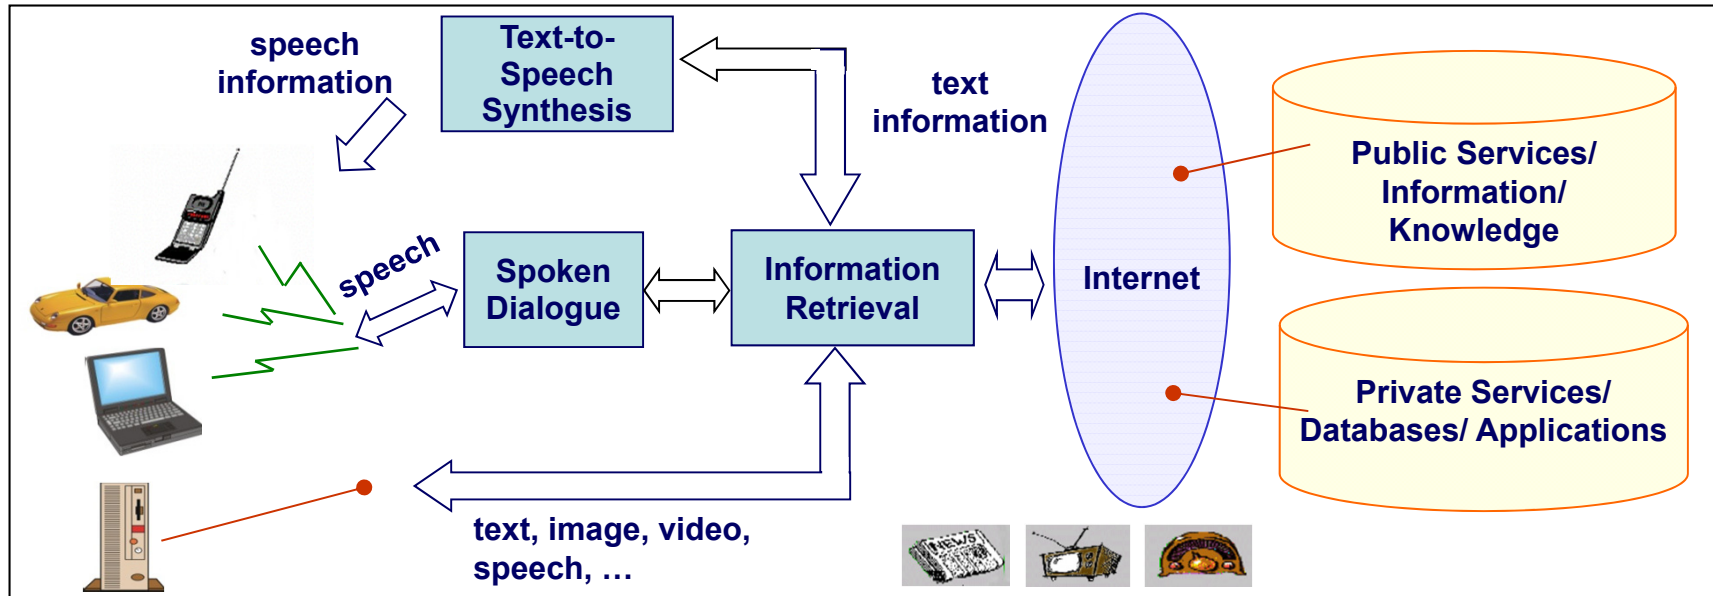 speech
information
Text-to-
Speech
Synthesis
text
information
Public Services/
Information/
Knowledge
speech
Spoken
Dialogue
Information
Retrieval
Internet
Private Services/
Databases/ Applications
text, image, video,
speech, …
NEWS